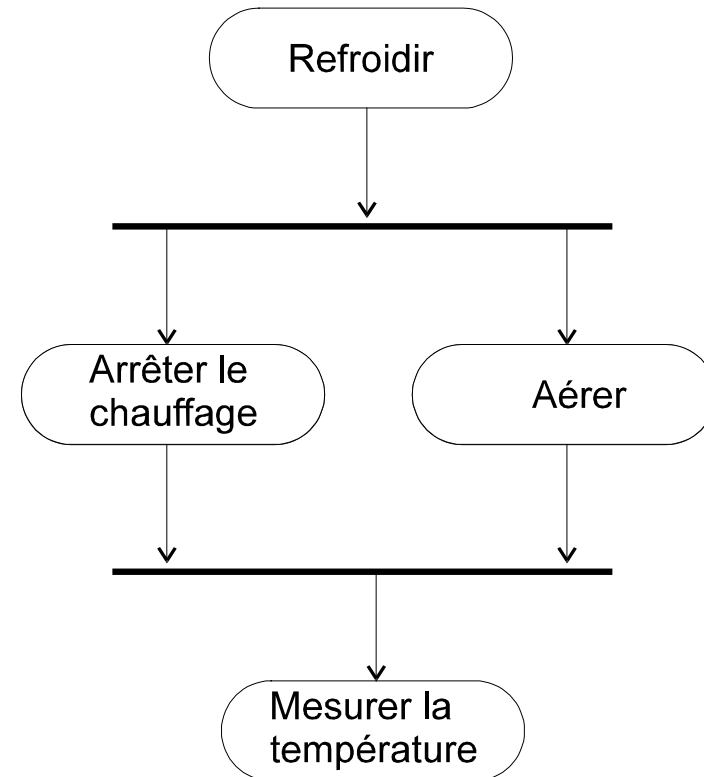 Refroidir
Arrêter le
chauffage
Aérer
Mesurer la
température